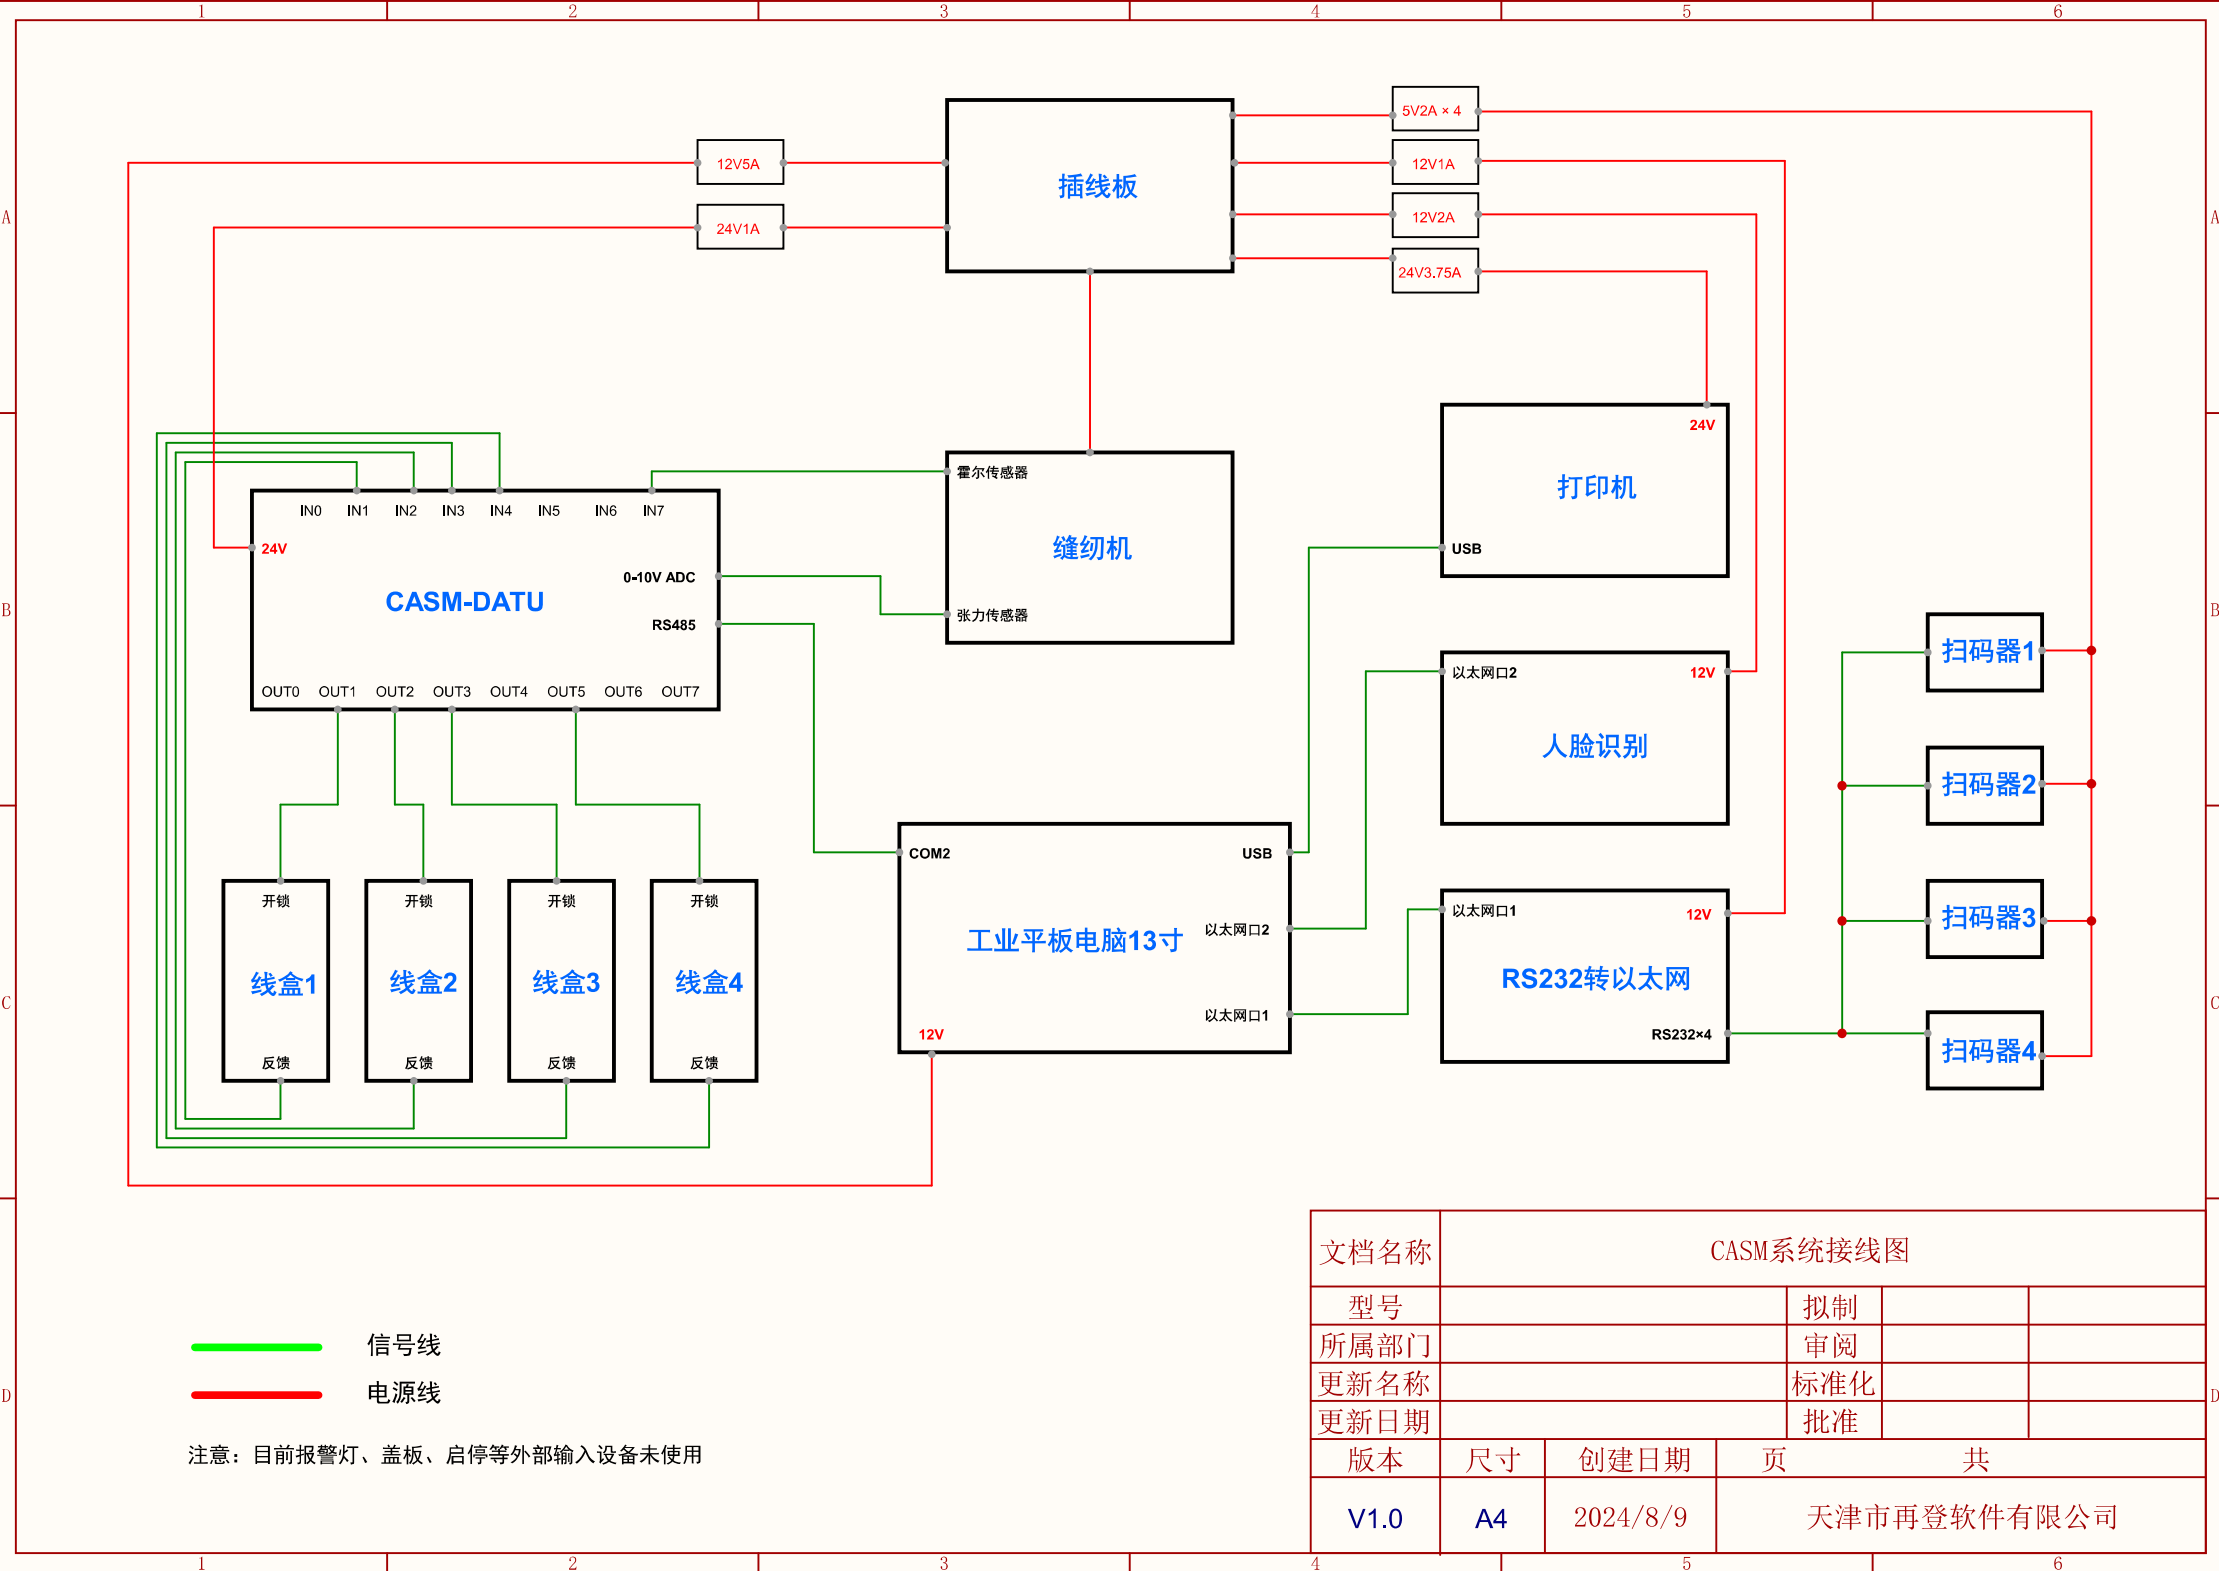 1 2 3 4 5 6
5V2A × 4
12V5A
插线板
12V1A
24V1A
12V2A
24V3.75A
A A
24V
打印机
USB
霍尔传感器
缝纫机
张力传感器
IN0 IN1 IN2 IN3 IN4 IN5 IN6 IN7
24V
0-10V ADC
CASM-DATU
RS485
OUT0 OUT1 OUT2 OUT3 OUT4 OUT5 OUT6 OUT7
B B
以太网口2 12V
人脸识别
扫码器1
扫码器2
扫码器3
扫码器4
COM2 USB
以太网口2
工业平板电脑13寸
以太网口1
12V
以太网口1 12V
RS232转以太网
RS232×4
开锁 开锁 开锁 开锁
线盒1 线盒2 线盒3 线盒4
反馈 反馈 反馈 反馈
C C
信号线
电源线
注意：目前报警灯、盖板、启停等外部输入设备未使用
D D
文档名称 CASM系统接线图
型号 拟制
所属部门 审阅
更新名称 标准化
更新日期 批准
版本 尺寸 创建日期 页 共
V1.0 A4 2024/8/9 天津市再登软件有限公司
1 2 3 4 5 6